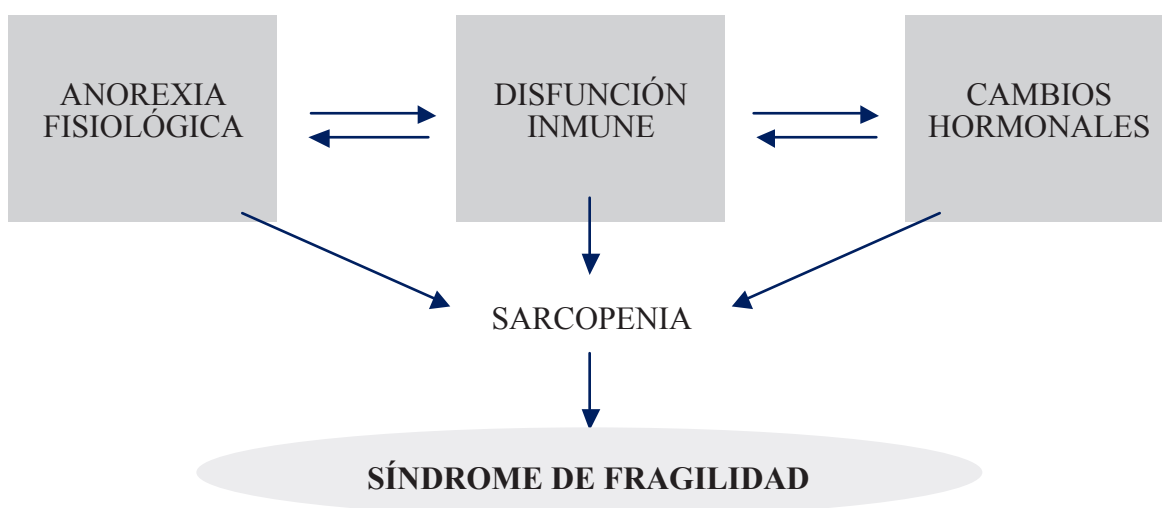 ANOREXIA
FISIOLÓGICA
DISFUNCIÓN
INMUNE
CAMBIOS
HORMONALES
SARCOPENIA
SÍNDROME DE FRAGILIDAD